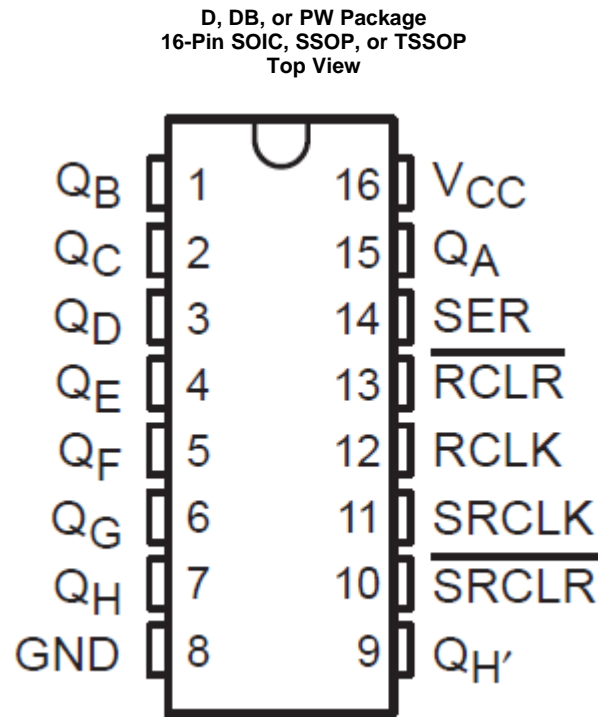 D, DB, or PW Package
16-Pin SOIC, SSOP, or TSSOP
Top View
QB 1 16 VCC
QC 2 15 QA
QD 3 14 SER
QE 4 13 RCLR
QF 5 12 RCLK
QG 6 11 SRCLK
QH 7 10 SRCLR
GND 8 9 QH′